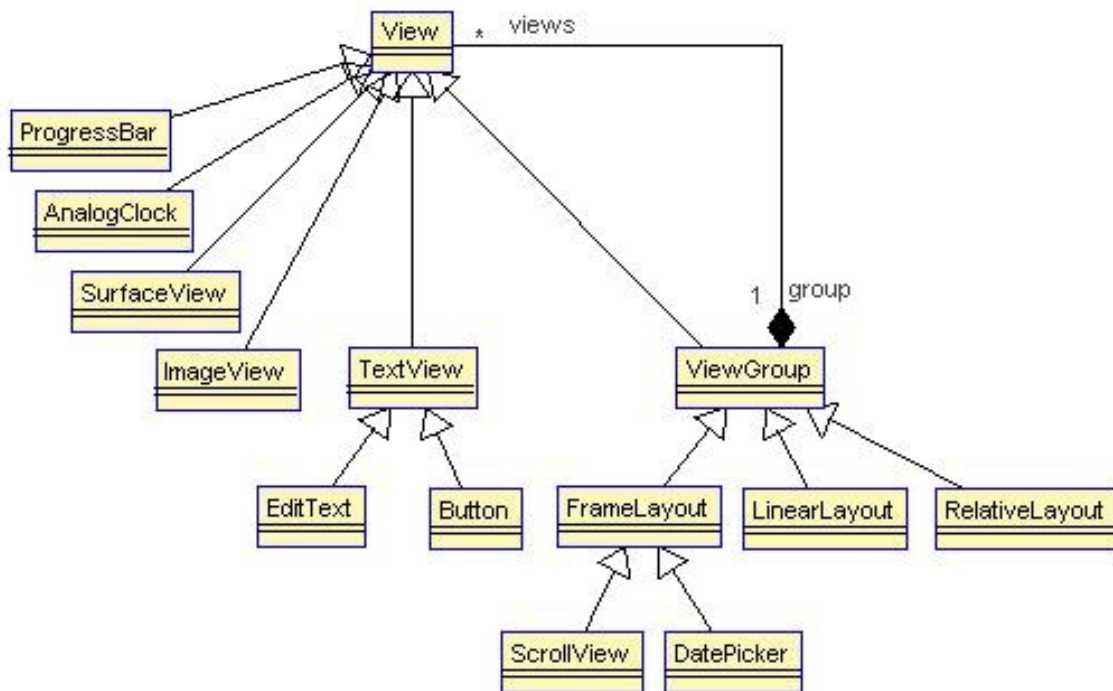 View
* views
ProgressBar
AnalogClock
SurfaceView
1 group
ImageView
TextView
ViewGroup
EditText
Button
FrameLayout
LinearLayout
RelativeLayout
ScrollView
DatePicker